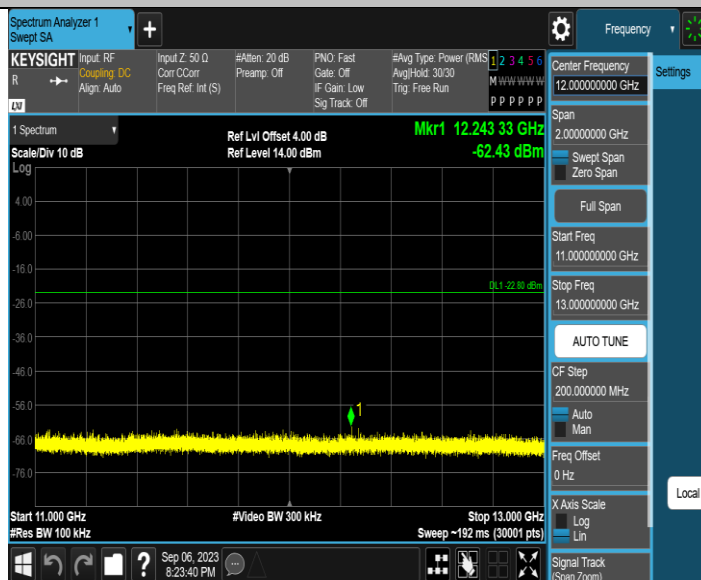 Spectrum Analyzer 1
Swept SA
Frequency
KEYSIGHT
R
LXI
Input: RF
Coupling: DC
Align: Auto
Input Z: 50 Ω
Corr CCorr
Freq Ref: Int (S)
#Atten: 20 dB
Preamp: Off
PNO: Fast
Gate: Off
IF Gain: Low
Sig Track: Off
#Avg Type: Power (RMS
Avg|Hold: 30/30
Trig: Free Run
1 2 3 4 5 6
M W W W W W
P P P P P P
1 Spectrum
Scale/Div 10 dB
Log
Ref Lvl Offset 4.00 dB
Ref Level 14.00 dBm
Mkr1 12.243 33 GHz
-62.43 dBm
4.00
-6.00
-16.0
DL1 -22.80 dBm
-26.0
-36.0
-46.0
-56.0
1
-66.0
-76.0
Start 11.000 GHz
#Res BW 100 kHz
#Video BW 300 kHz
Stop 13.000 GHz
Sweep ~192 ms (30001 pts)
?
Sep 06, 2023
8:23:40 PM
Center Frequency
12.000000000 GHz
Settings
Span
2.00000000 GHz
Swept Span
Zero Span
Full Span
Start Freq
11.000000000 GHz
Stop Freq
13.000000000 GHz
AUTO TUNE
CF Step
200.000000 MHz
Auto
Man
Freq Offset
0 Hz
Local
X Axis Scale
Log
Lin
Signal Track
(Span Zoom)